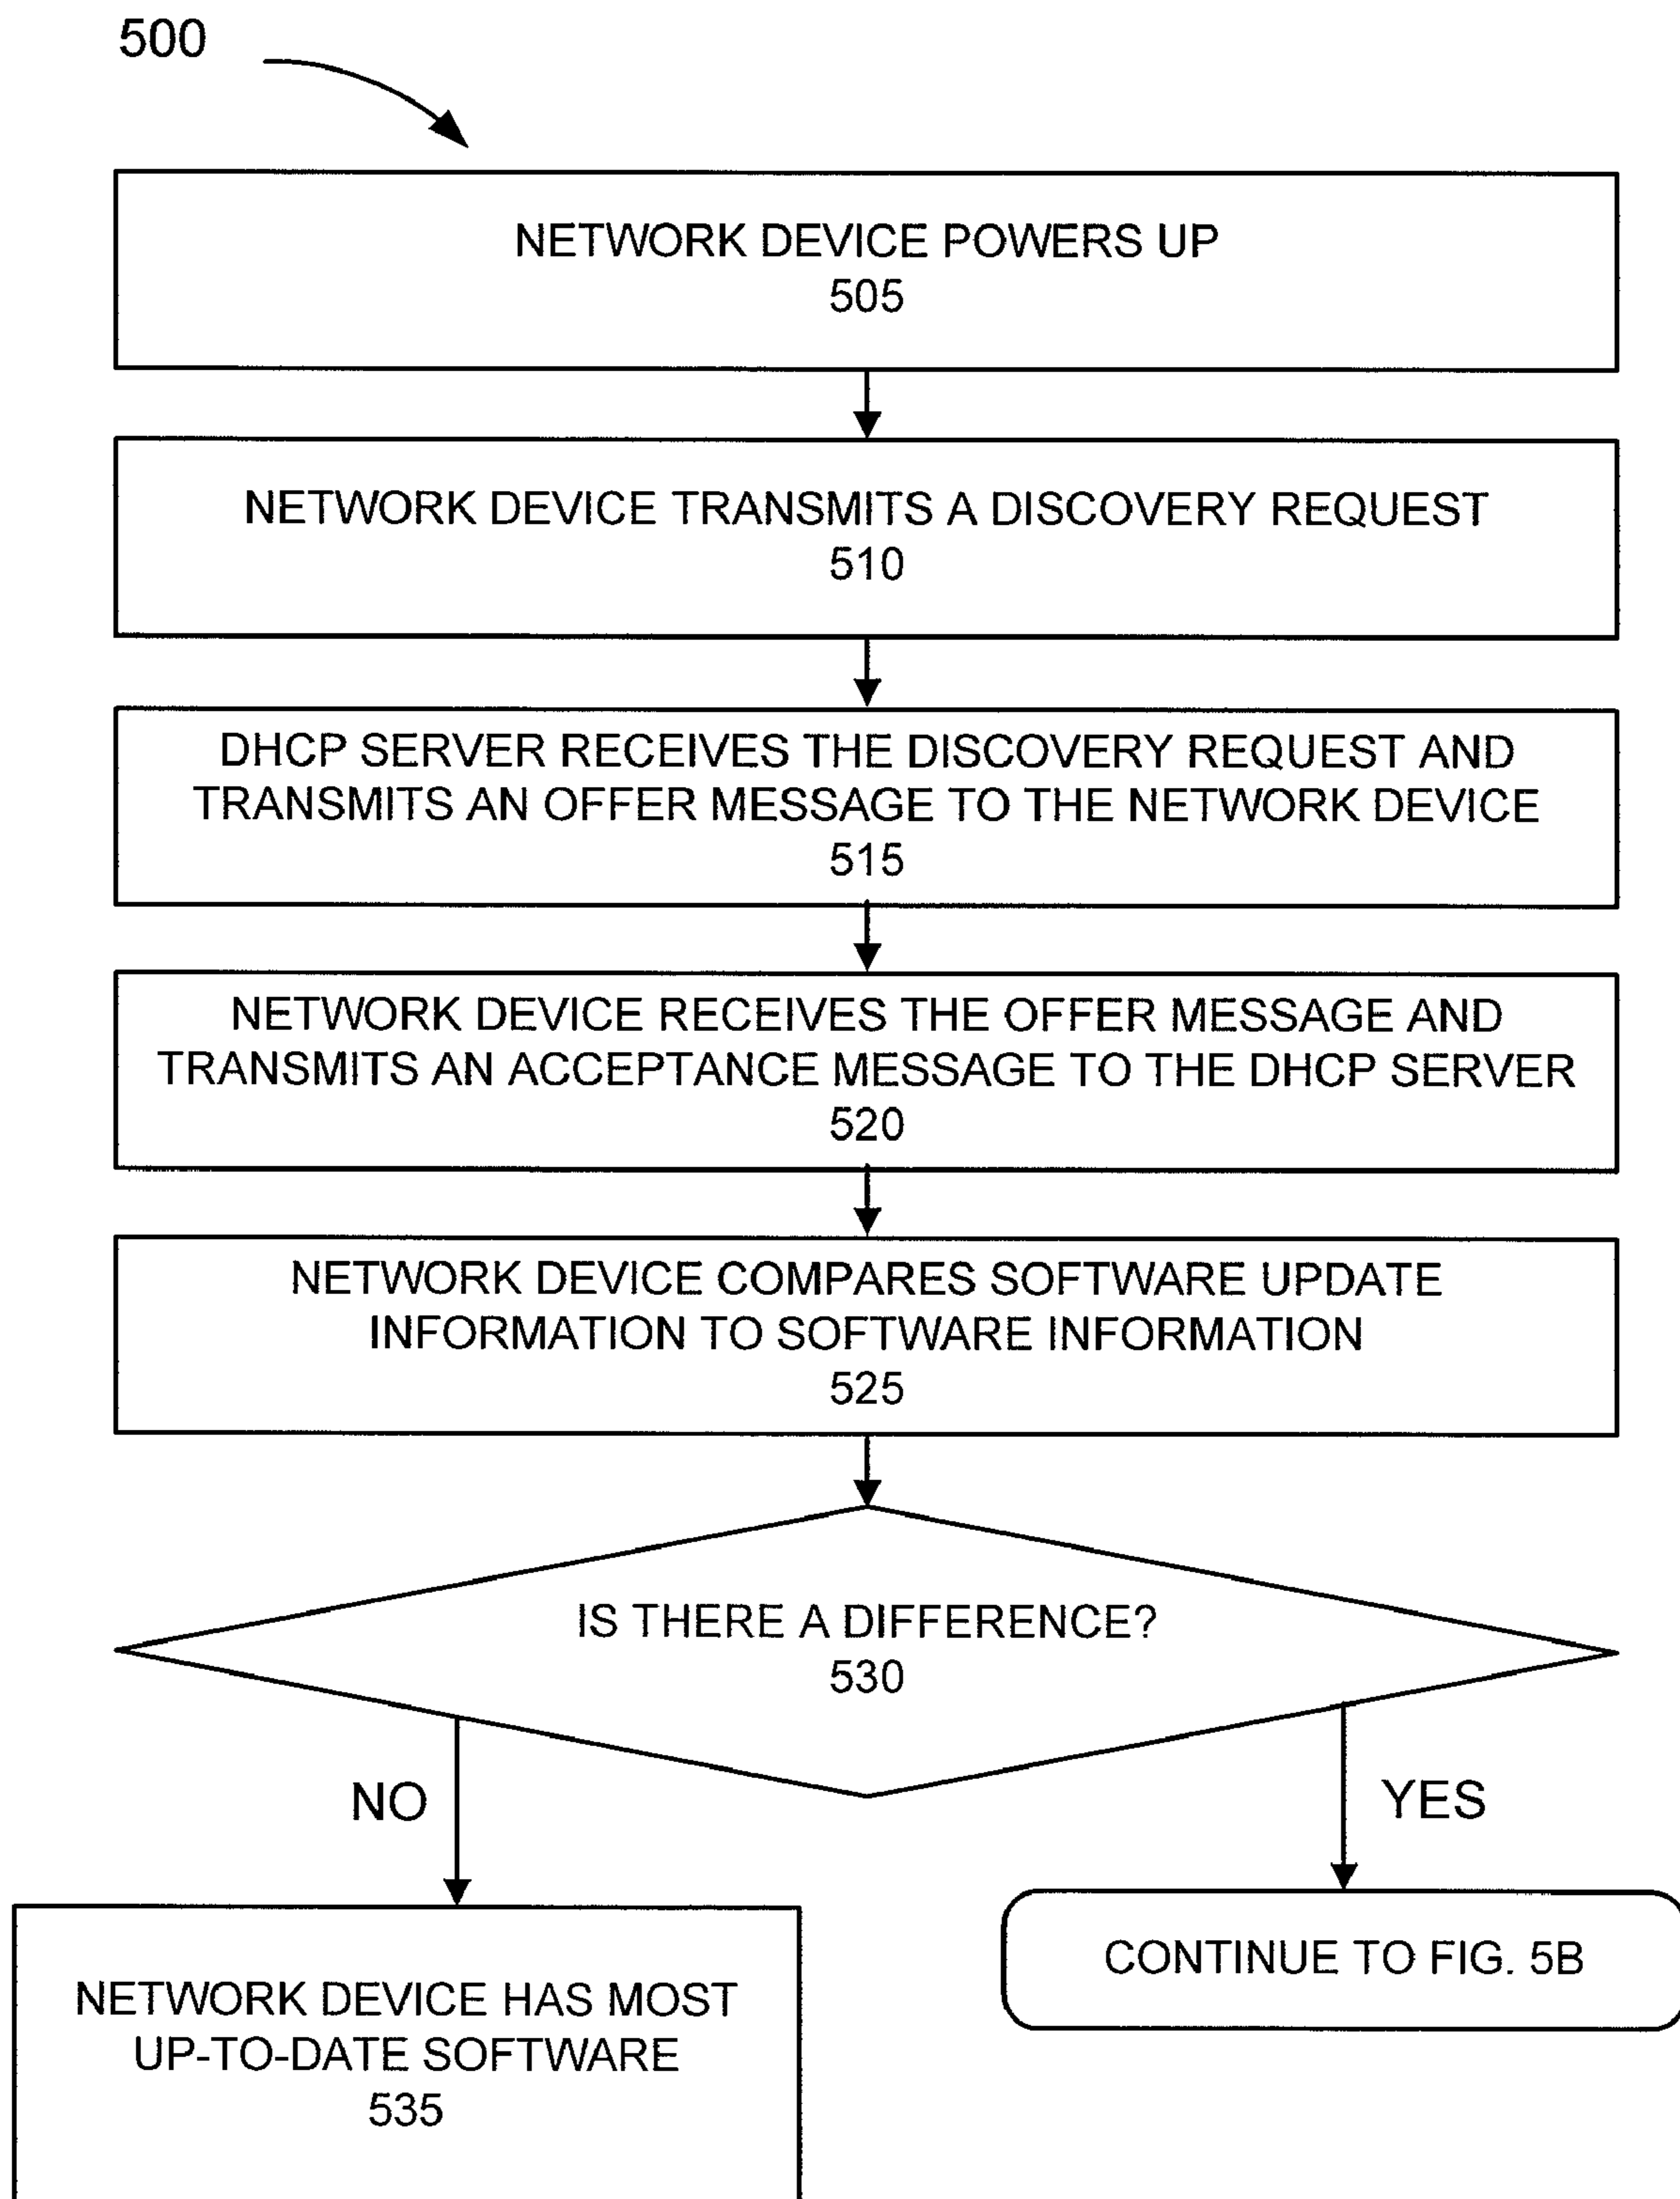 500
NETWORK DEVICE POWERS UP
505
NETWORK DEVICE TRANSMITS A DISCOVERY REQUEST
510
DHCP SERVER RECEIVES THE DISCOVERY REQUEST AND
TRANSMITS AN OFFER MESSAGE TO THE NETWORK DEVICE
515
NETWORK DEVICE RECEIVES THE OFFER MESSAGE AND
TRANSMITS AN ACCEPTANCE MESSAGE TO THE DHCP SERVER
520
NETWORK DEVICE COMPARES SOFTWARE UPDATE
INFORMATION TO SOFTWARE INFORMATION
525
IS THERE A DIFFERENCE?
530
NO
YES
NETWORK DEVICE HAS MOST
UP-TO-DATE SOFTWARE
535
CONTINUE TO FIG. 5B